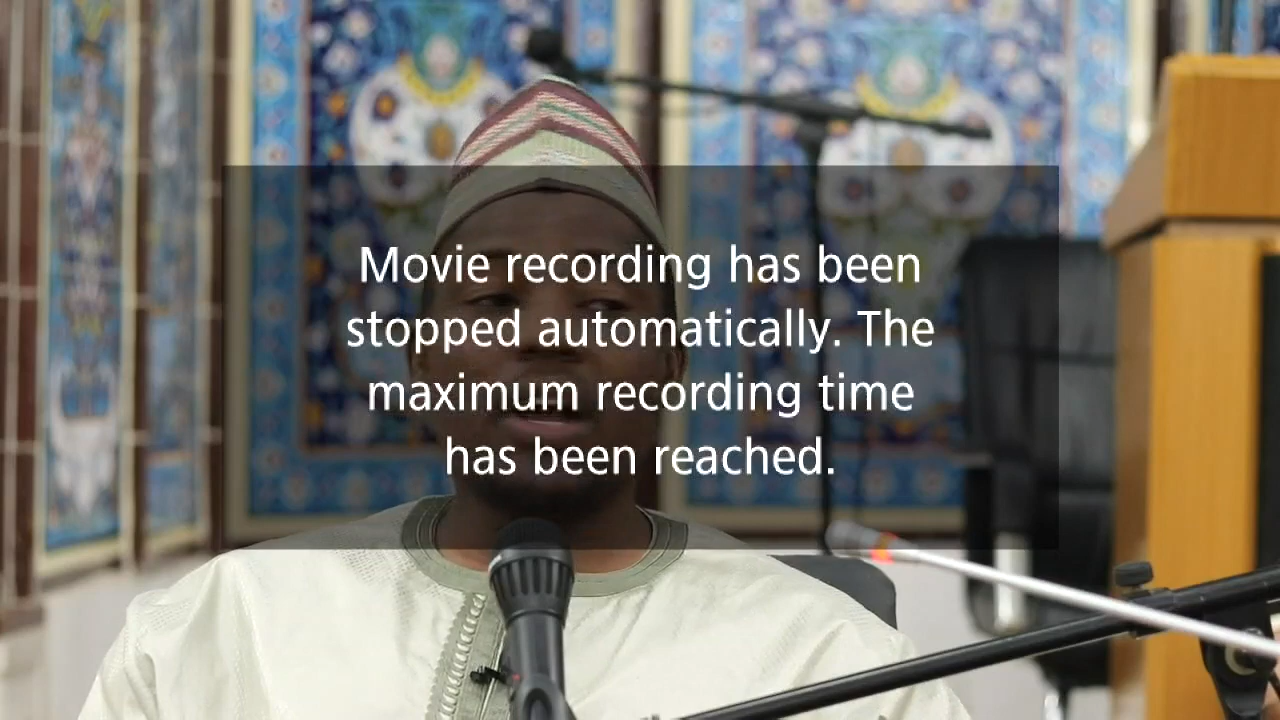 Movie recording has been
stopped automatically. The
maximum recording time
has been reached.